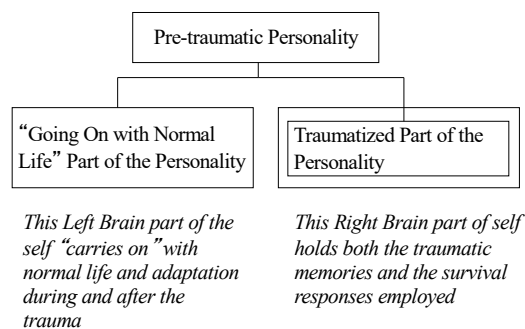 Pre-traumatic Personality
“Going On with Normal
Life” Part of the Personality
Traumatized Part of the
Personality
This Left Brain part of the
self “carries on” with
normal life and adaptation
during and after the
trauma
This Right Brain part of self
holds both the traumatic
memories and the survival
responses employed